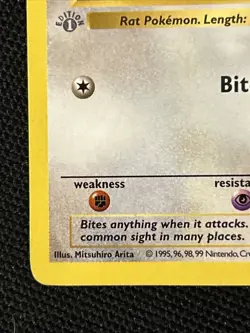 EDITION
1
Rat Pokémon. Length:
Bit
weakness
resista
Bites anything when it attacks.
common sight in many places.
Illus. Mitsuhiro Arita © 1995, 96, 98, 99 Nintendo, Cre